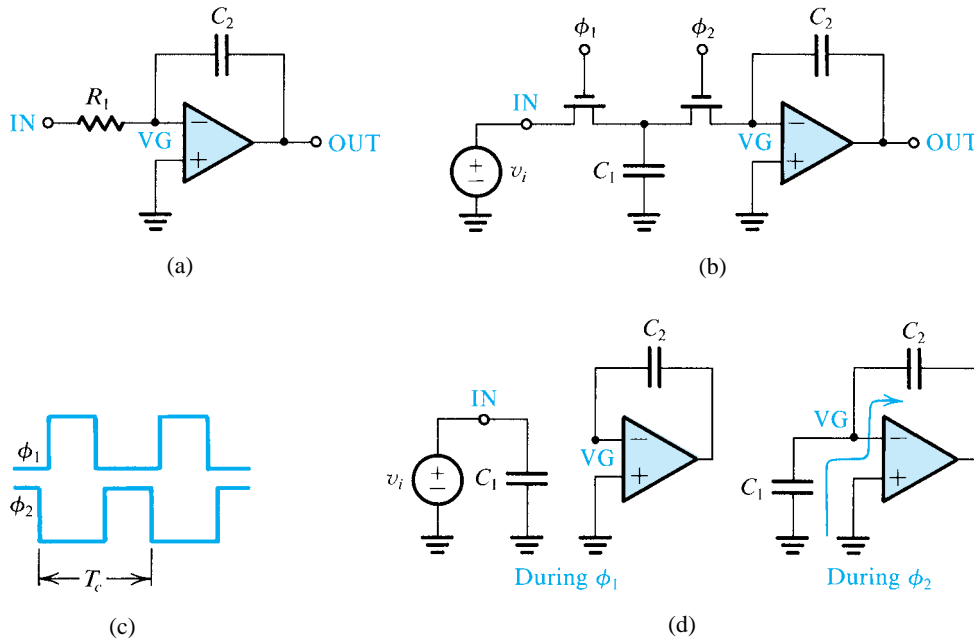 C₂
R₁
IN
VG
−
+
OUT
(a)
ϕ₁
ϕ₂
C₂
IN
+
−
vᵢ
C₁
VG
−
+
OUT
(b)
ϕ₁
ϕ₂
T_c
(c)
C₂
IN
VG
−
+
+
−
vᵢ
C₁
During ϕ₁
C₂
VG
−
+
C₁
During ϕ₂
(d)